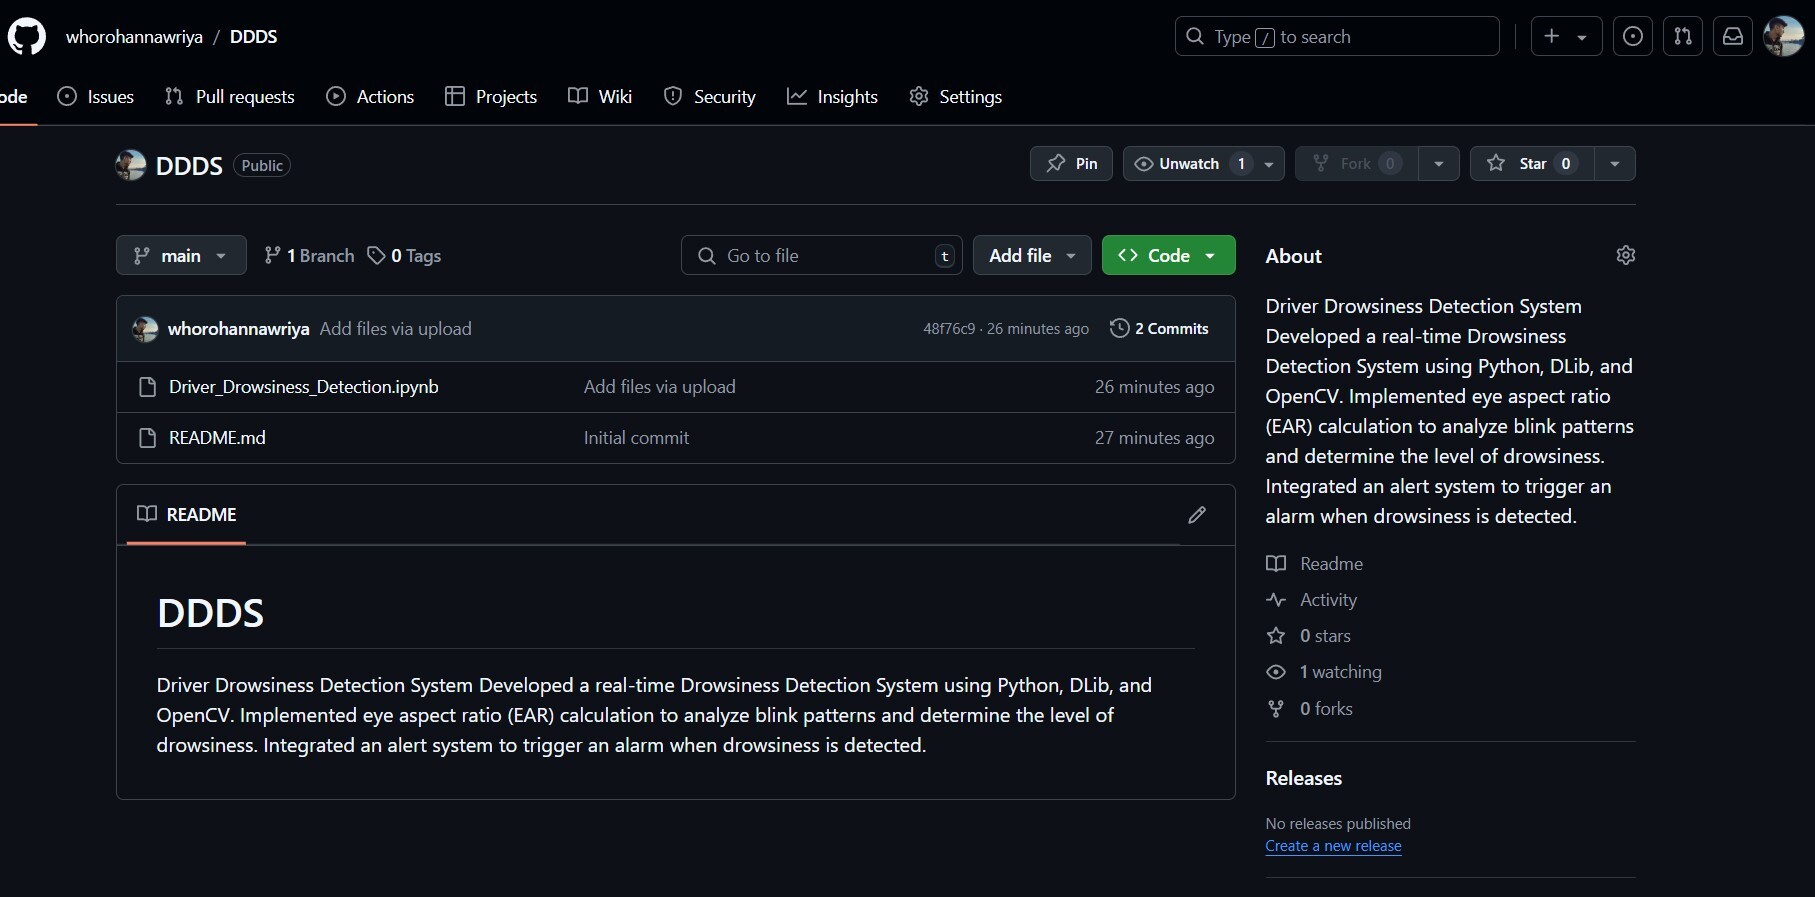 whorohannawriya / DDDS
Type / to search
ode
Issues
Pull requests
Actions
Projects
Wiki
Security
Insights
Settings
DDDS
Public
Pin
Unwatch 1
Fork 0
Star 0
main
1 Branch
0 Tags
Go to file
t
Add file
Code
whorohannawriya Add files via upload
48f76c9 · 26 minutes ago
2 Commits
Driver_Drowsiness_Detection.ipynb
Add files via upload
26 minutes ago
README.md
Initial commit
27 minutes ago
README
DDDS
Driver Drowsiness Detection System Developed a real-time Drowsiness Detection System using Python, DLib, and
OpenCV. Implemented eye aspect ratio (EAR) calculation to analyze blink patterns and determine the level of
drowsiness. Integrated an alert system to trigger an alarm when drowsiness is detected.
About
Driver Drowsiness Detection System
Developed a real-time Drowsiness
Detection System using Python, DLib, and
OpenCV. Implemented eye aspect ratio
(EAR) calculation to analyze blink patterns
and determine the level of drowsiness.
Integrated an alert system to trigger an
alarm when drowsiness is detected.
Readme
Activity
0 stars
1 watching
0 forks
Releases
No releases published
Create a new release